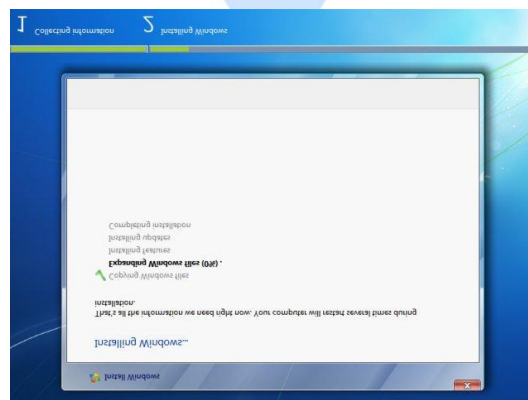 Install Windows
Installing Windows...
That's all the information we need right now. Your computer will restart several times during
installation.
Copying Windows files
Expanding Windows files (0%) .
Installing features
Installing updates
Completing installation
1 Collecting information
2 Installing Windows